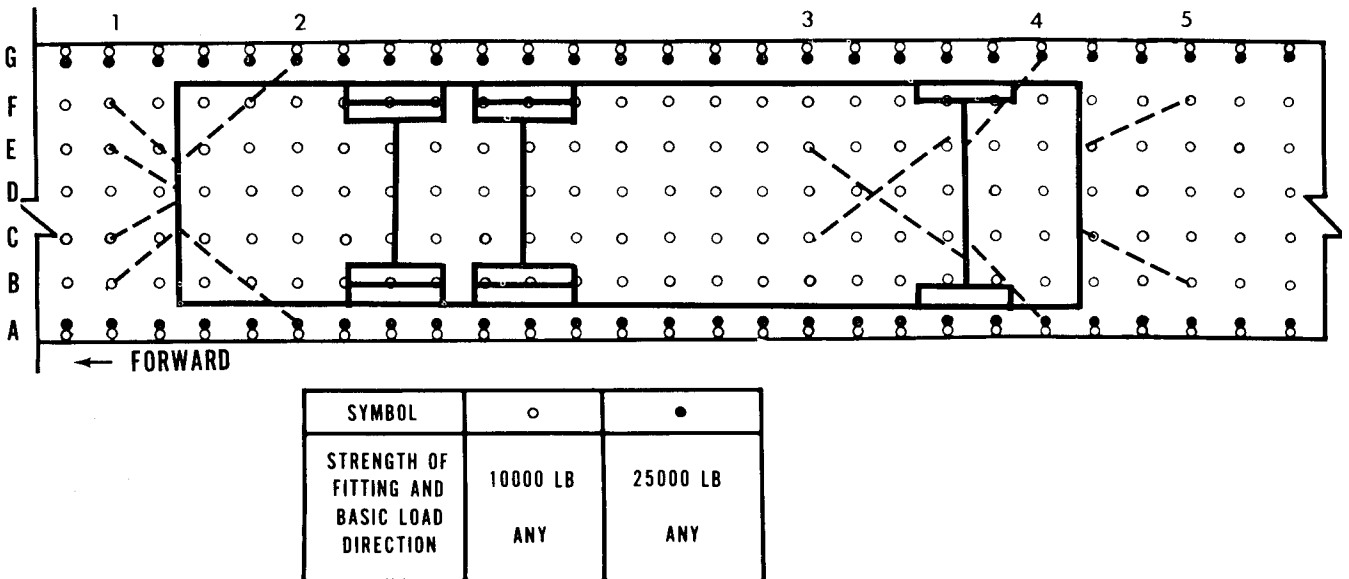 1 2 3 4 5
G
F
E
D
C
B
A
← FORWARD
SYMBOL ○ ●
STRENGTH OF
FITTING AND
BASIC LOAD
DIRECTION
10000 LB
ANY
25000 LB
ANY